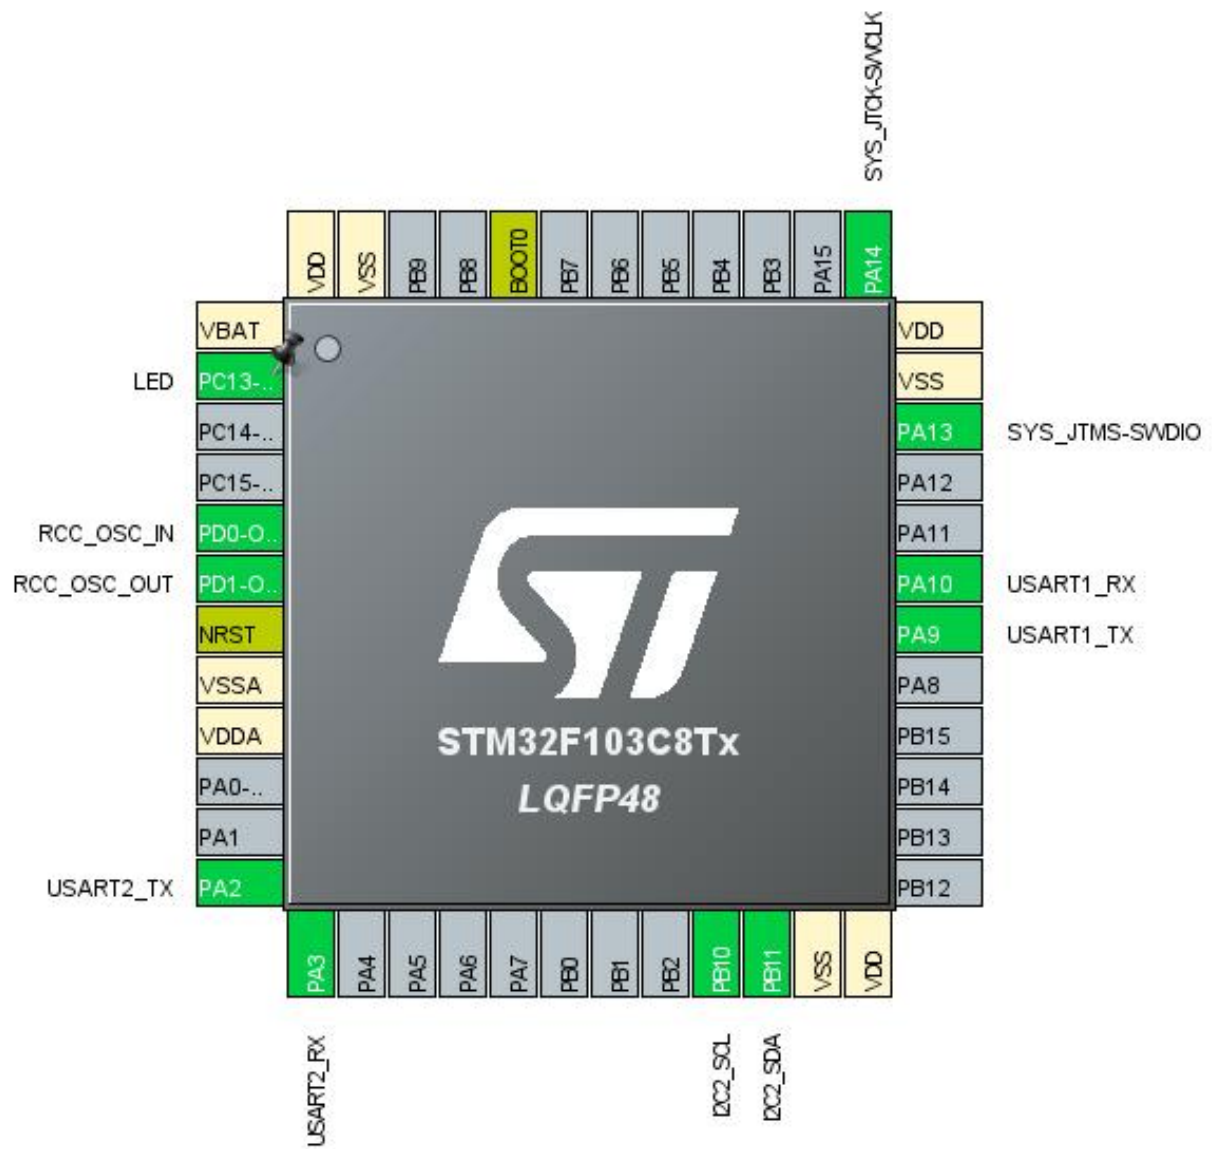 SYS_JTCK-SWCLK
VDD
VSS
PB9
PB8
BOOT0
PB7
PB6
PB5
PB4
PB3
PA15
PA14
VBAT
VDD
LED
PC13-..
VSS
PC14-..
PA13
SYS_JTMS-SWDIO
PC15-..
PA12
RCC_OSC_IN
PD0-O..
PA11
RCC_OSC_OUT
PD1-O..
PA10
USART1_RX
NRST
PA9
USART1_TX
VSSA
PA8
VDDA
PB15
STM32F103C8Tx
PA0-..
PB14
LQFP48
PA1
PB13
USART2_TX
PA2
PB12
PA3
PA4
PA5
PA6
PA7
PB0
PB1
PB2
PB10
PB11
VSS
VDD
USART2_RX
I2C2_SCL
I2C2_SDA